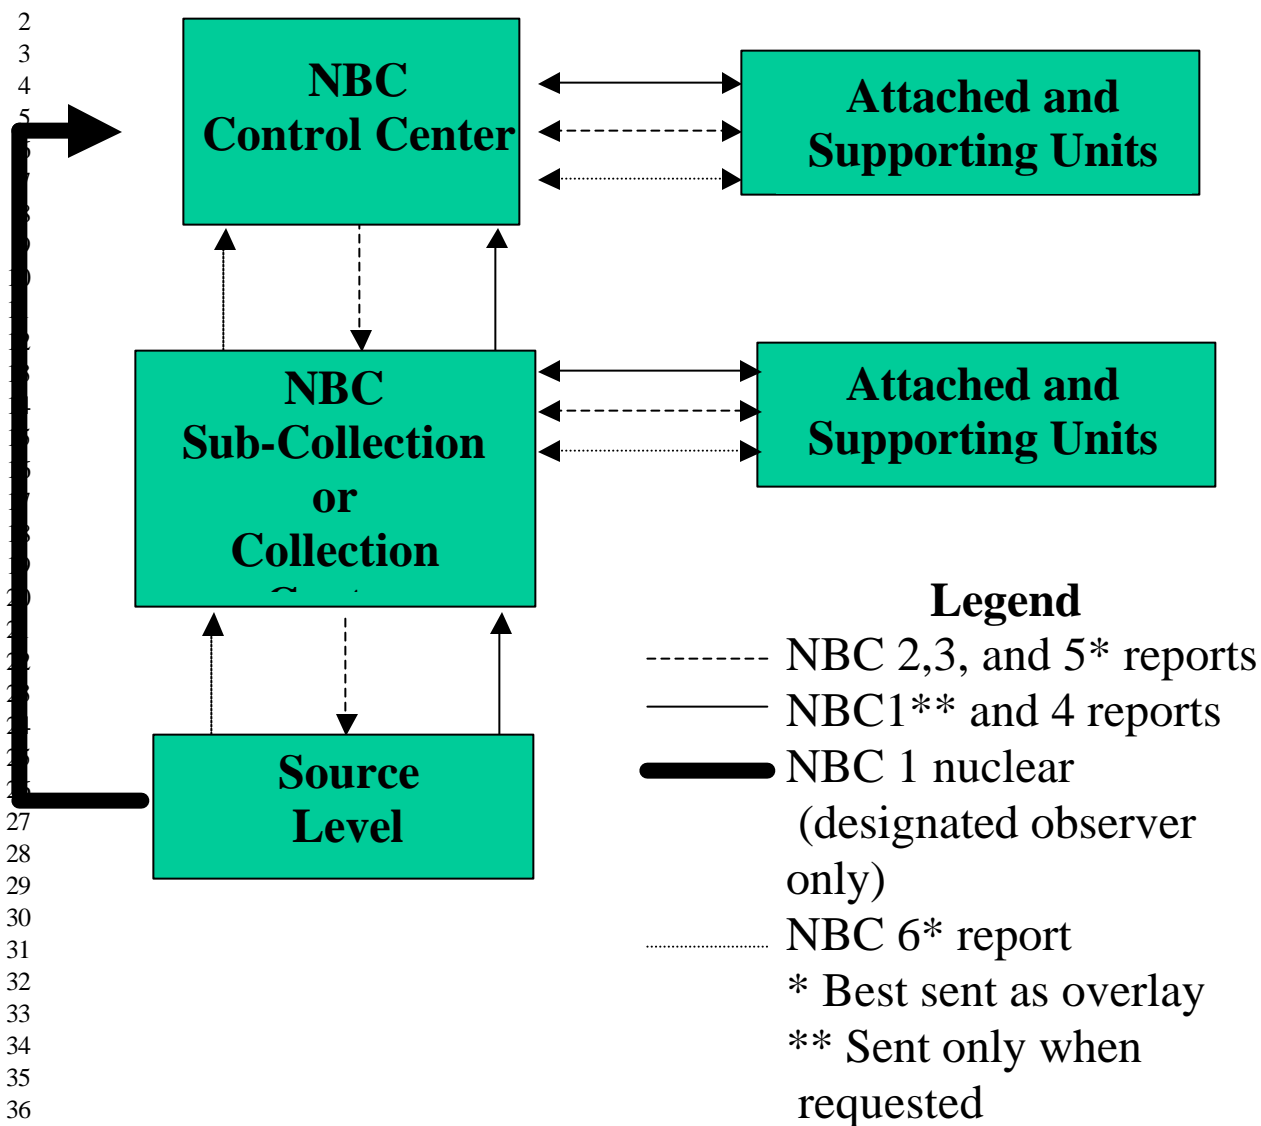 2
3
4
5
NBC
Control Center
Attached and
Supporting Units
NBC
Sub-Collection
or
Collection
Attached and
Supporting Units
Source
Level
Legend
NBC 2,3, and 5* reports
NBC1** and 4 reports
NBC 1 nuclear
(designated observer
only)
NBC 6* report
* Best sent as overlay
** Sent only when
requested
27
28
29
30
31
32
33
34
35
36